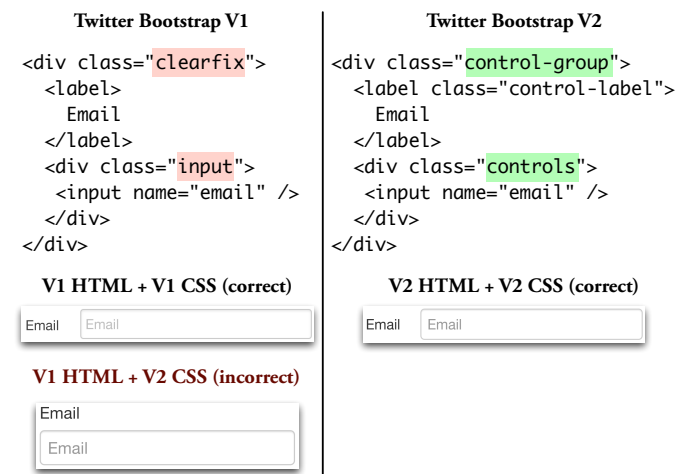 Twitter Bootstrap V1
<div class="clearfix">
<label>
Email
</label>
<div class="input">
<input name="email" />
</div>
</div>
V1 HTML + V1 CSS (correct)
Email Email
V1 HTML + V2 CSS (incorrect)
Email
Email
Twitter Bootstrap V2
<div class="control-group">
<label class="control-label">
Email
</label>
<div class="controls">
<input name="email" />
</div>
</div>
V2 HTML + V2 CSS (correct)
Email Email